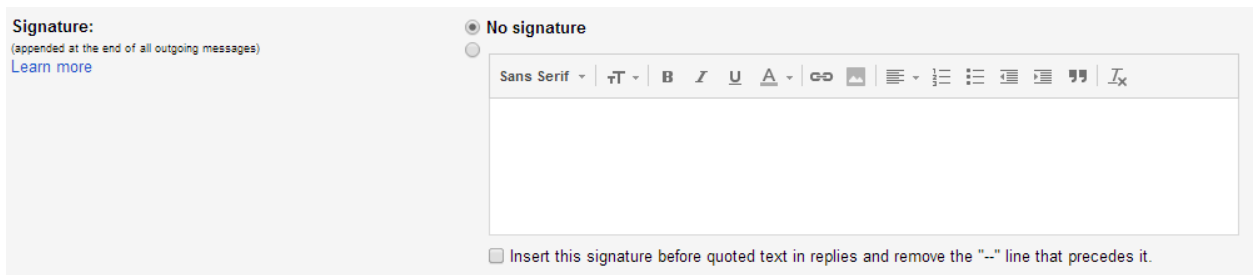 Signature:
(appended at the end of all outgoing messages)
Learn more
No signature
Sans Serif
Insert this signature before quoted text in replies and remove the "--" line that precedes it.